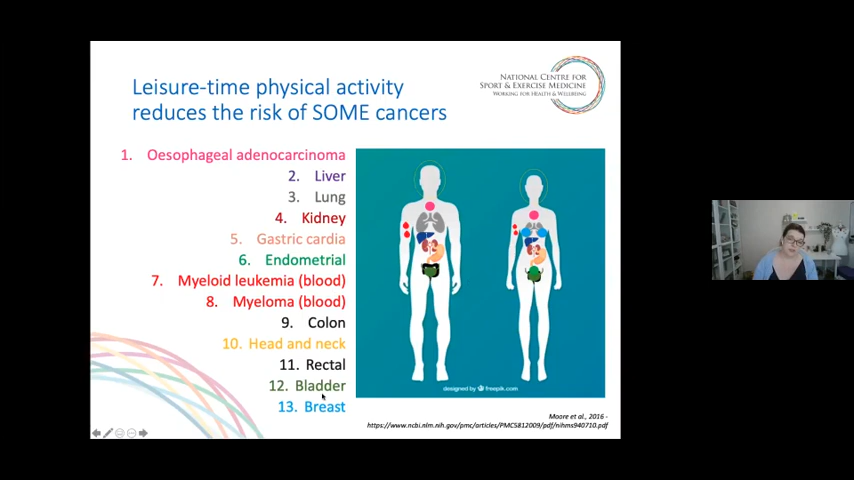 Leisure-time physical activity
reduces the risk of SOME cancers
NATIONAL CENTRE FOR
SPORT & EXERCISE MEDICINE
WORKING FOR HEALTH & WELLBEING
1. Oesophageal adenocarcinoma
2. Liver
3. Lung
4. Kidney
5. Gastric cardia
6. Endometrial
7. Myeloid leukemia (blood)
8. Myeloma (blood)
9. Colon
10. Head and neck
11. Rectal
12. Bladder
13. Breast
designed by freepik.com
Moore et al., 2016 -
https://www.ncbi.nlm.nih.gov/pmc/articles/PMC5812009/pdf/nihms940710.pdf